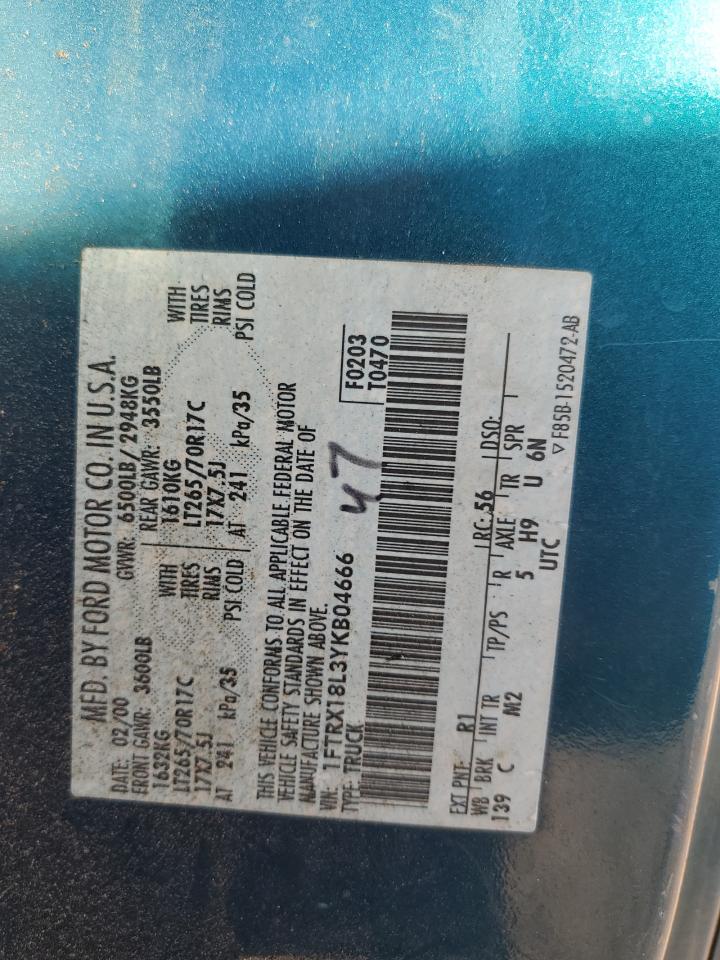 MFD. BY FORD MOTOR CO. IN U.S.A.
DATE: 02/00 GVWR: 6500LB/ 2948KG
FRONT GAWR: 3600LB REAR GAWR: 3550LB
1632KG WITH 1610KG WITH
LT265/70R17C TIRES LT265/70R17C TIRES
17X7.5J RIMS 17X7.5J RIMS
AT 241 kPa/35 PSI COLD AT 241 kPa/35 PSI COLD
THIS VEHICLE CONFORMS TO ALL APPLICABLE FEDERAL MOTOR
VEHICLE SAFETY STANDARDS IN EFFECT ON THE DATE OF
MANUFACTURE SHOWN ABOVE.
VIN: 1FTRX18L3YKB04666
TYPE: TRUCK
47
F0203
T0470
EXT PNT: R1 RC: 56 DSO:
WB BRK INT TR TP/PS R AXLE TR SPR
139 C M2 5 H9 U 6N
UTC
▽ F85B-1520472-AB